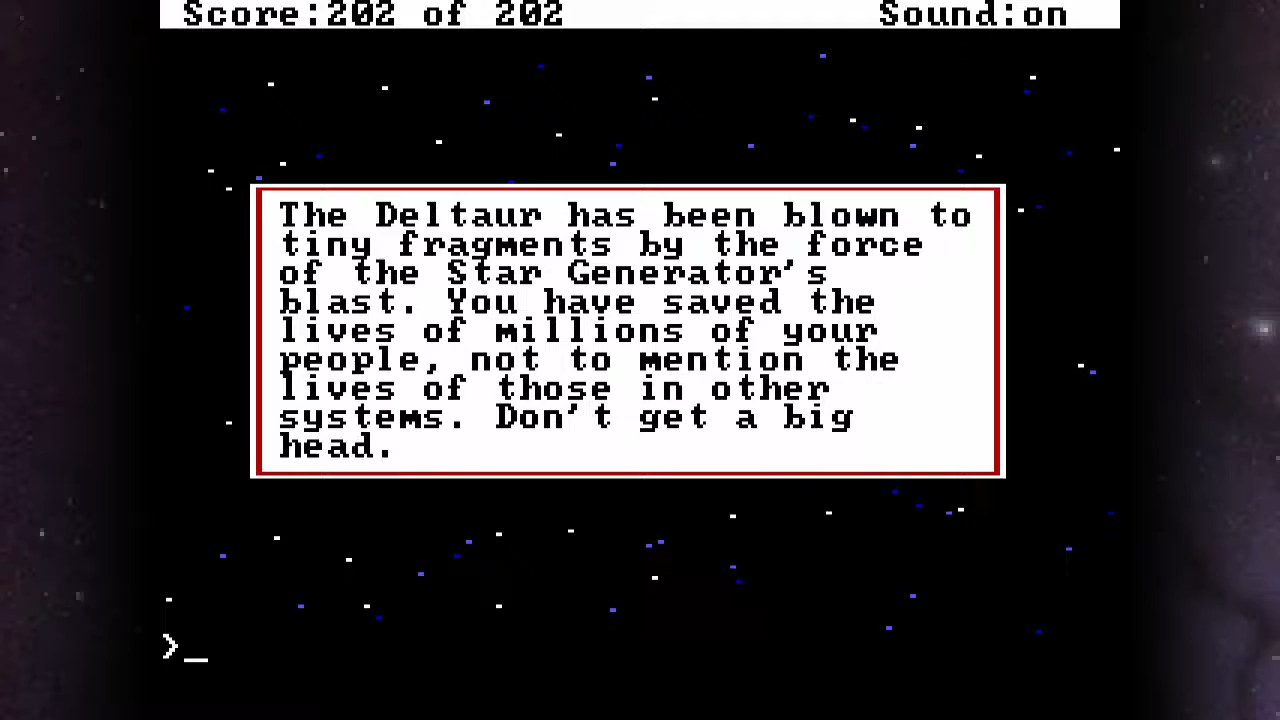 Score:202 of 202 Sound:on
The Deltaur has been blown to
tiny fragments by the force
of the Star Generator's
blast. You have saved the
lives of millions of your
people, not to mention the
lives of those in other
systems. Don't get a big
head.
>_